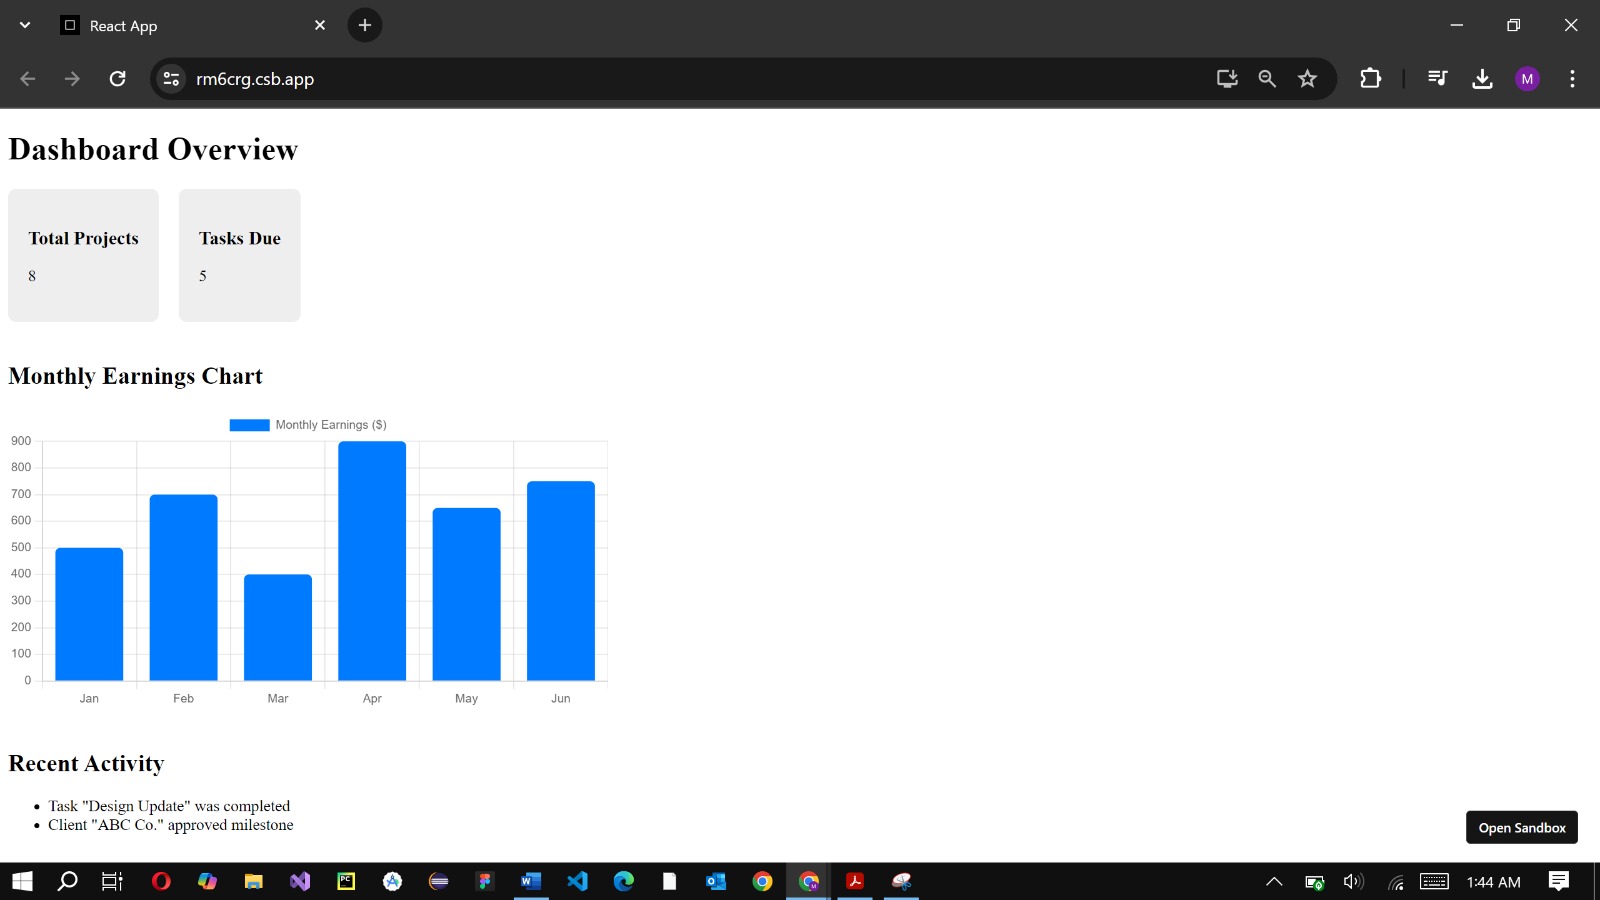 React App
rm6crg.csb.app
M
Dashboard Overview
Total Projects
8
Tasks Due
5
Monthly Earnings Chart
Monthly Earnings ($)
900
800
700
600
500
400
300
200
100
0
Jan Feb Mar Apr May Jun
Recent Activity
• Task "Design Update" was completed
• Client "ABC Co." approved milestone
Open Sandbox
1:44 AM